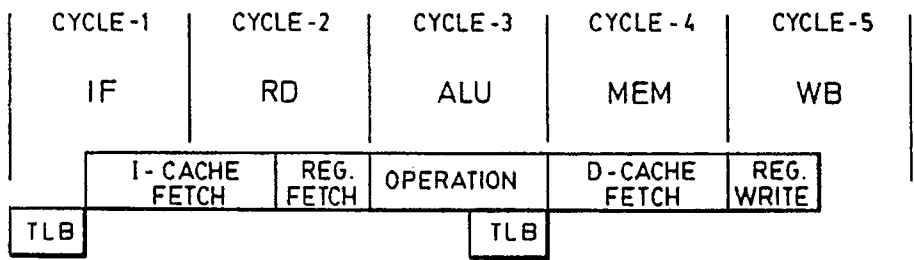 CYCLE-1 CYCLE-2 CYCLE-3 CYCLE-4 CYCLE-5
IF RD ALU MEM WB
I-CACHE FETCH REG. FETCH OPERATION D-CACHE FETCH REG. WRITE
TLB TLB